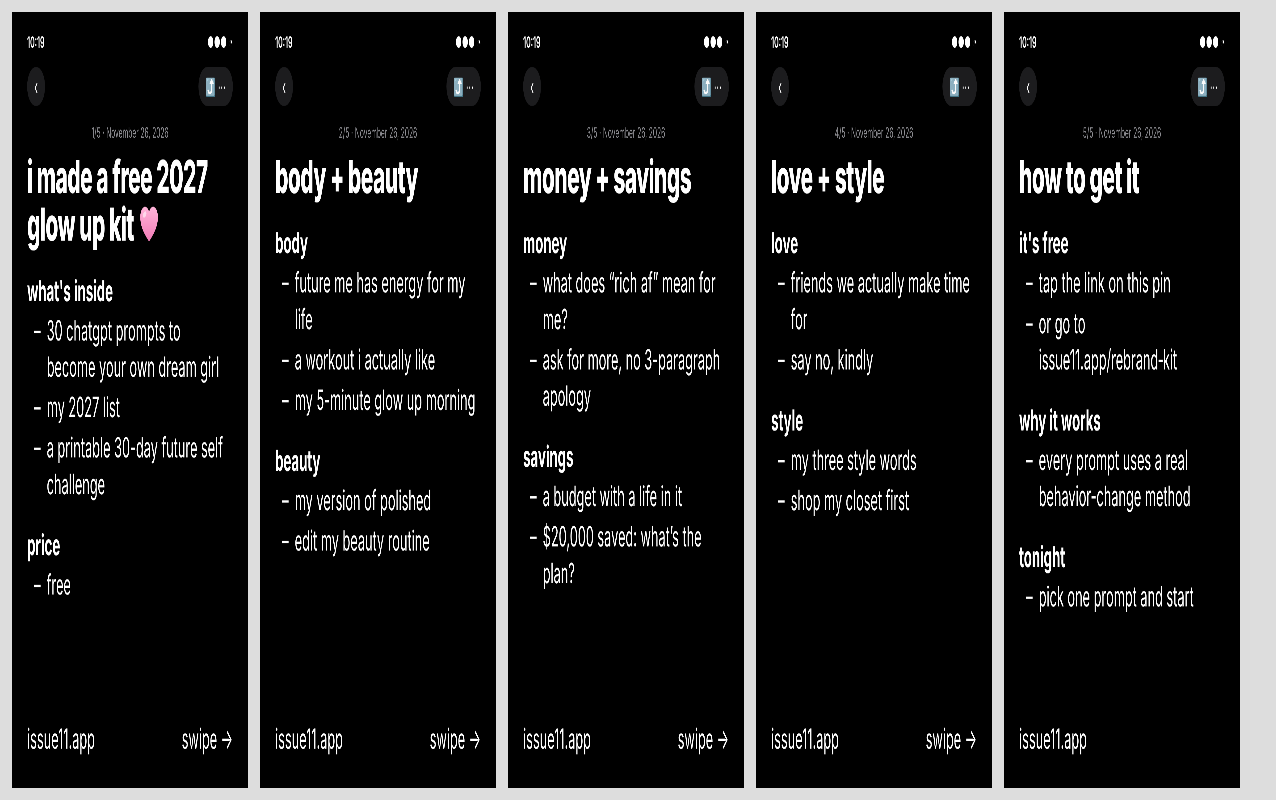 10:19
1/5 · November 26, 2026
i made a free 2027
glow up kit 🩷
what's inside
– 30 chatgpt prompts to
become your own dream girl
– my 2027 list
– a printable 30-day future self
challenge
price
– free
issue11.app
swipe →
10:19
2/5 · November 26, 2026
body + beauty
body
– future me has energy for my
life
– a workout i actually like
– my 5-minute glow up morning
beauty
– my version of polished
– edit my beauty routine
issue11.app
swipe →
10:19
3/5 · November 26, 2026
money + savings
money
– what does “rich af” mean for
me?
– ask for more, no 3-paragraph
apology
savings
– a budget with a life in it
– $20,000 saved: what's the
plan?
issue11.app
swipe →
10:19
4/5 · November 26, 2026
love + style
love
– friends we actually make time
for
– say no, kindly
style
– my three style words
– shop my closet first
issue11.app
swipe →
10:19
5/5 · November 26, 2026
how to get it
it's free
– tap the link on this pin
– or go to
issue11.app/rebrand-kit
why it works
– every prompt uses a real
behavior-change method
tonight
– pick one prompt and start
issue11.app